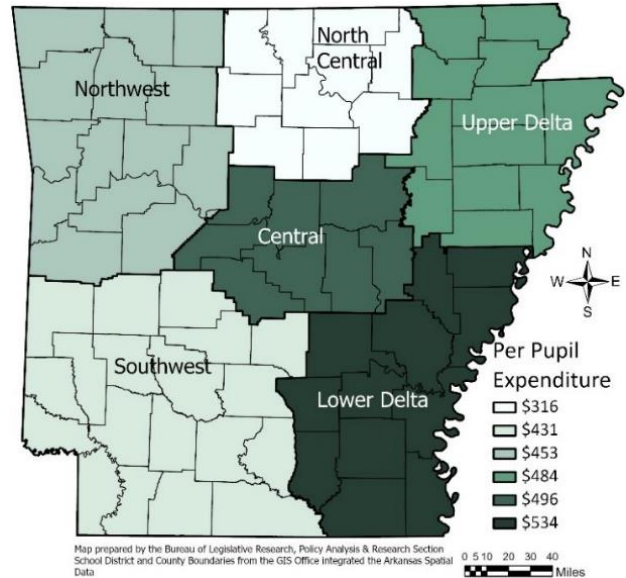 North
Central
Northwest
Upper Delta
Central
N
W E
S
Southwest
Lower Delta
Per Pupil
Expenditure
$316
$431
$453
$484
$496
$534
Map prepared by the Bureau of Legislative Research, Policy Analysis & Research Section
School District and County Boundaries from the GIS Office integrated the Arkansas Spatial
Data
0 5 10 20 30 40
Miles